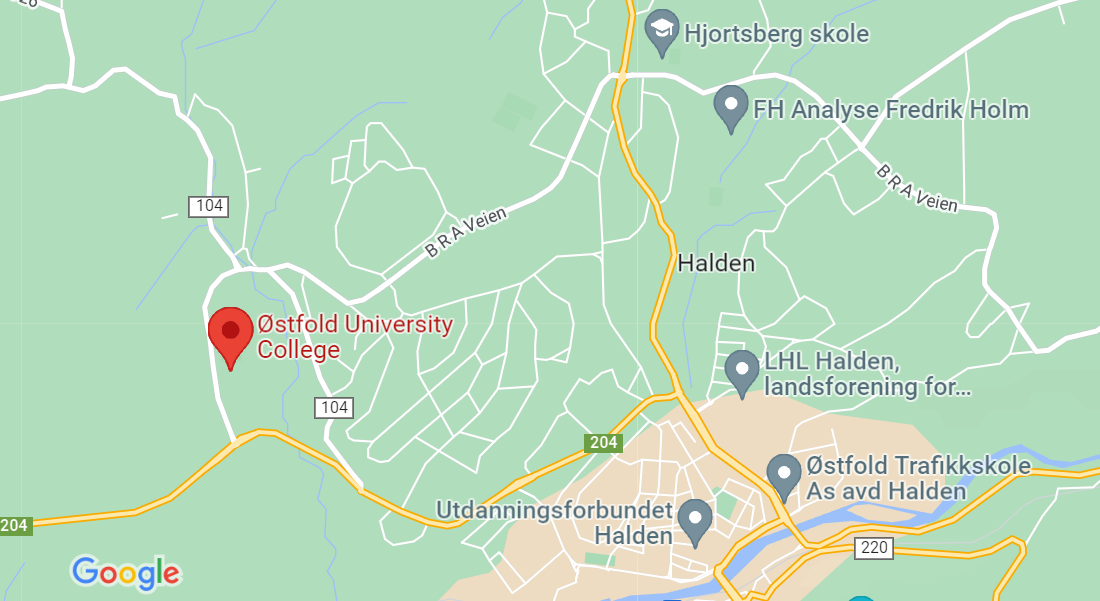 Hjortsberg skole
FH Analyse Fredrik Holm
B R A Veien
104
B R A Veien
Halden
Østfold University
College
LHL Halden,
landsforening for...
104
204
Østfold Trafikkskole
As avd Halden
Utdanningsforbundet
Halden
204
220
Google